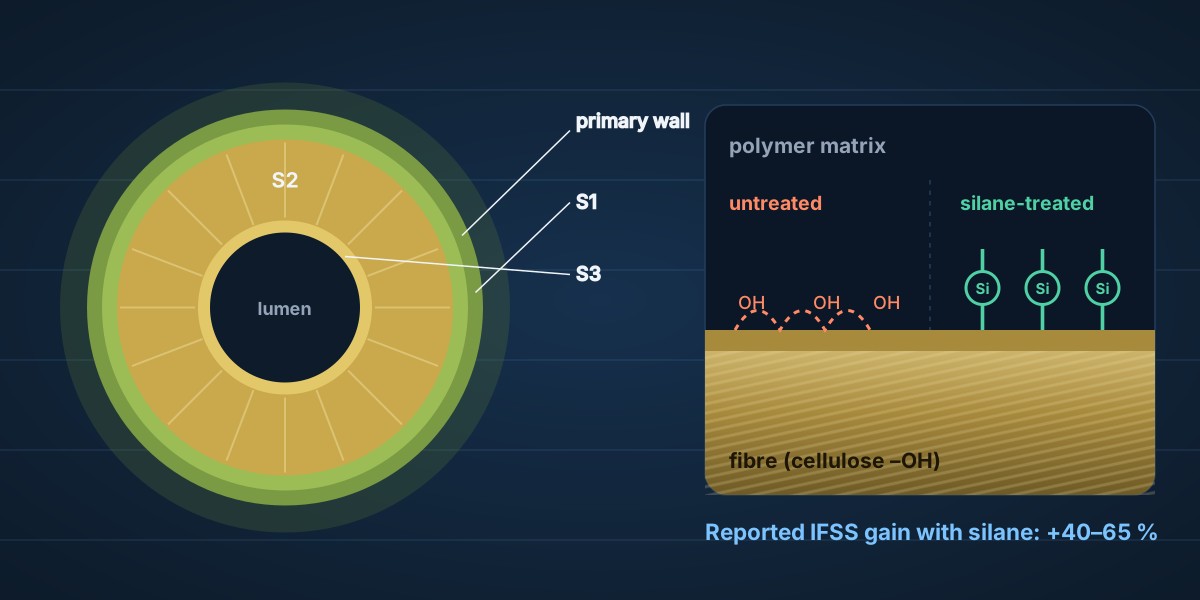 primary wall
S1
S3
S2
lumen
polymer matrix
untreated
silane-treated
OH
OH
OH
Si
Si
Si
fibre (cellulose –OH)
Reported IFSS gain with silane: +40–65 %